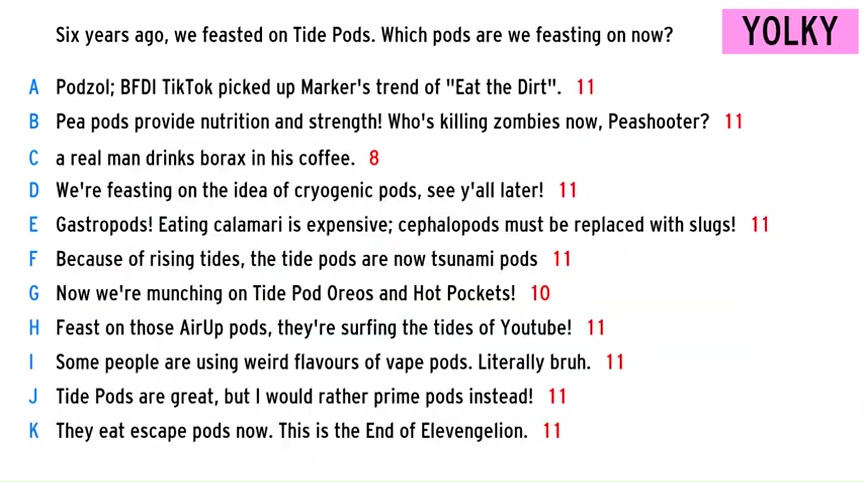 Six years ago, we feasted on Tide Pods. Which pods are we feasting on now?
YOLKY
A Podzol; BFDI TikTok picked up Marker's trend of "Eat the Dirt". 11
B Pea pods provide nutrition and strength! Who's killing zombies now, Peashooter? 11
C a real man drinks borax in his coffee. 8
D We're feasting on the idea of cryogenic pods, see y'all later! 11
E Gastropods! Eating calamari is expensive; cephalopods must be replaced with slugs! 11
F Because of rising tides, the tide pods are now tsunami pods 11
G Now we're munching on Tide Pod Oreos and Hot Pockets! 10
H Feast on those AirUp pods, they're surfing the tides of Youtube! 11
I Some people are using weird flavours of vape pods. Literally bruh. 11
J Tide Pods are great, but I would rather prime pods instead! 11
K They eat escape pods now. This is the End of Elevengelion. 11